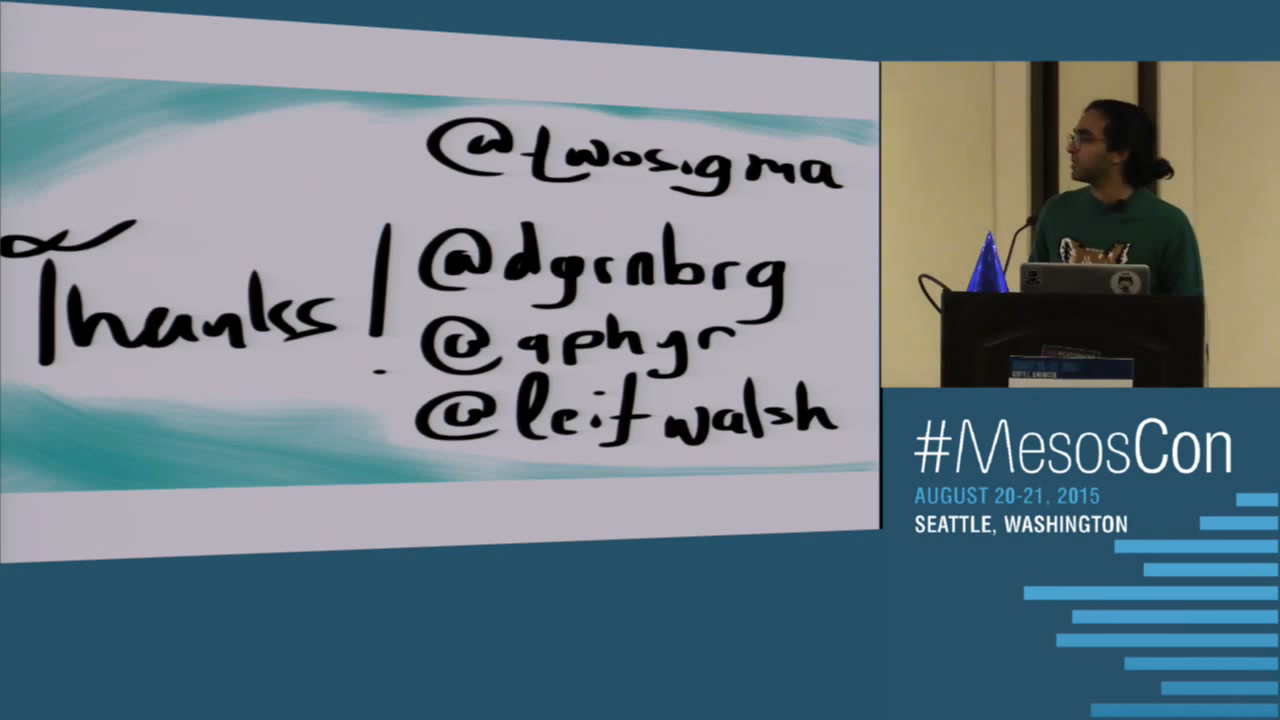 Thanks!
@twosigma
@dgrnbrg
@aphyr
@leifwalsh
#MesosCon
AUGUST 20-21, 2015
SEATTLE, WASHINGTON